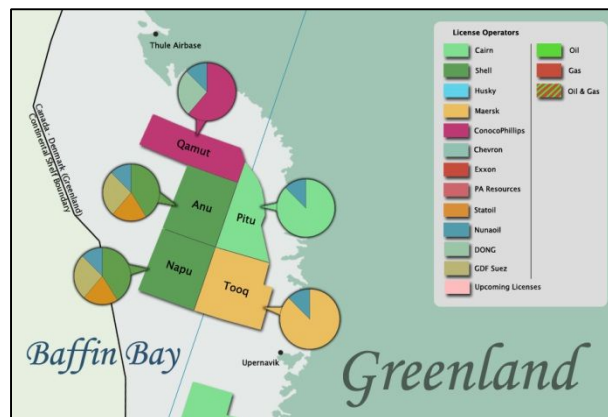 Thule Airbase
Canada - Denmark (Greenland)
Continental Shelf Boundary
Qamut
Anu
Pitu
Napu
Tooq
Baffin Bay
Upernavik
Greenland
License Operators
Cairn
Shell
Husky
Maersk
ConocoPhillips
Chevron
Exxon
PA Resources
Statoil
Nunaoil
DONG
GDF Suez
Upcoming Licenses
Oil
Gas
Oil & Gas